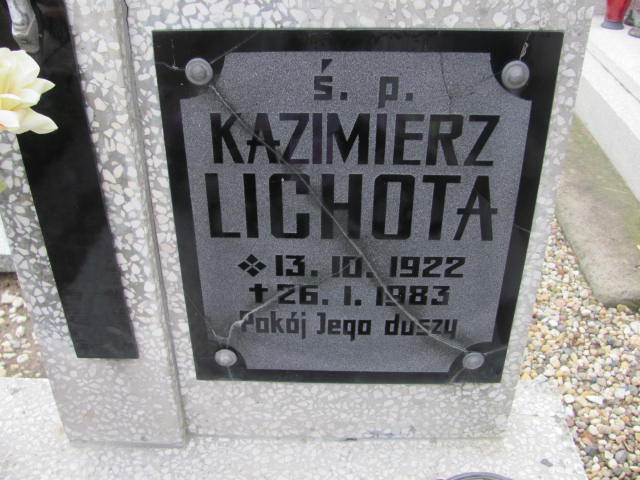 ś. p.
KAZIMIERZ
LICHOTA
❖ 13. 10. 1922
✝ 26. 1. 1983
Pokój Jego duszy